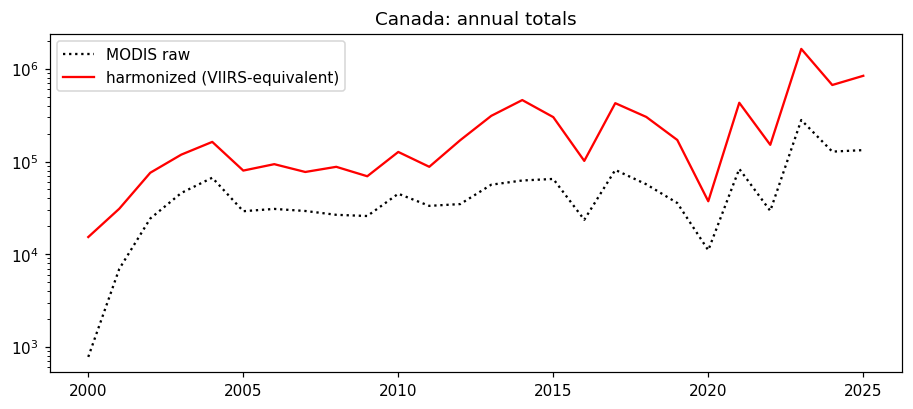 Canada: annual totals
MODIS raw
harmonized (VIIRS-equivalent)
10⁶
10⁵
10⁴
10³
2000 2005 2010 2015 2020 2025